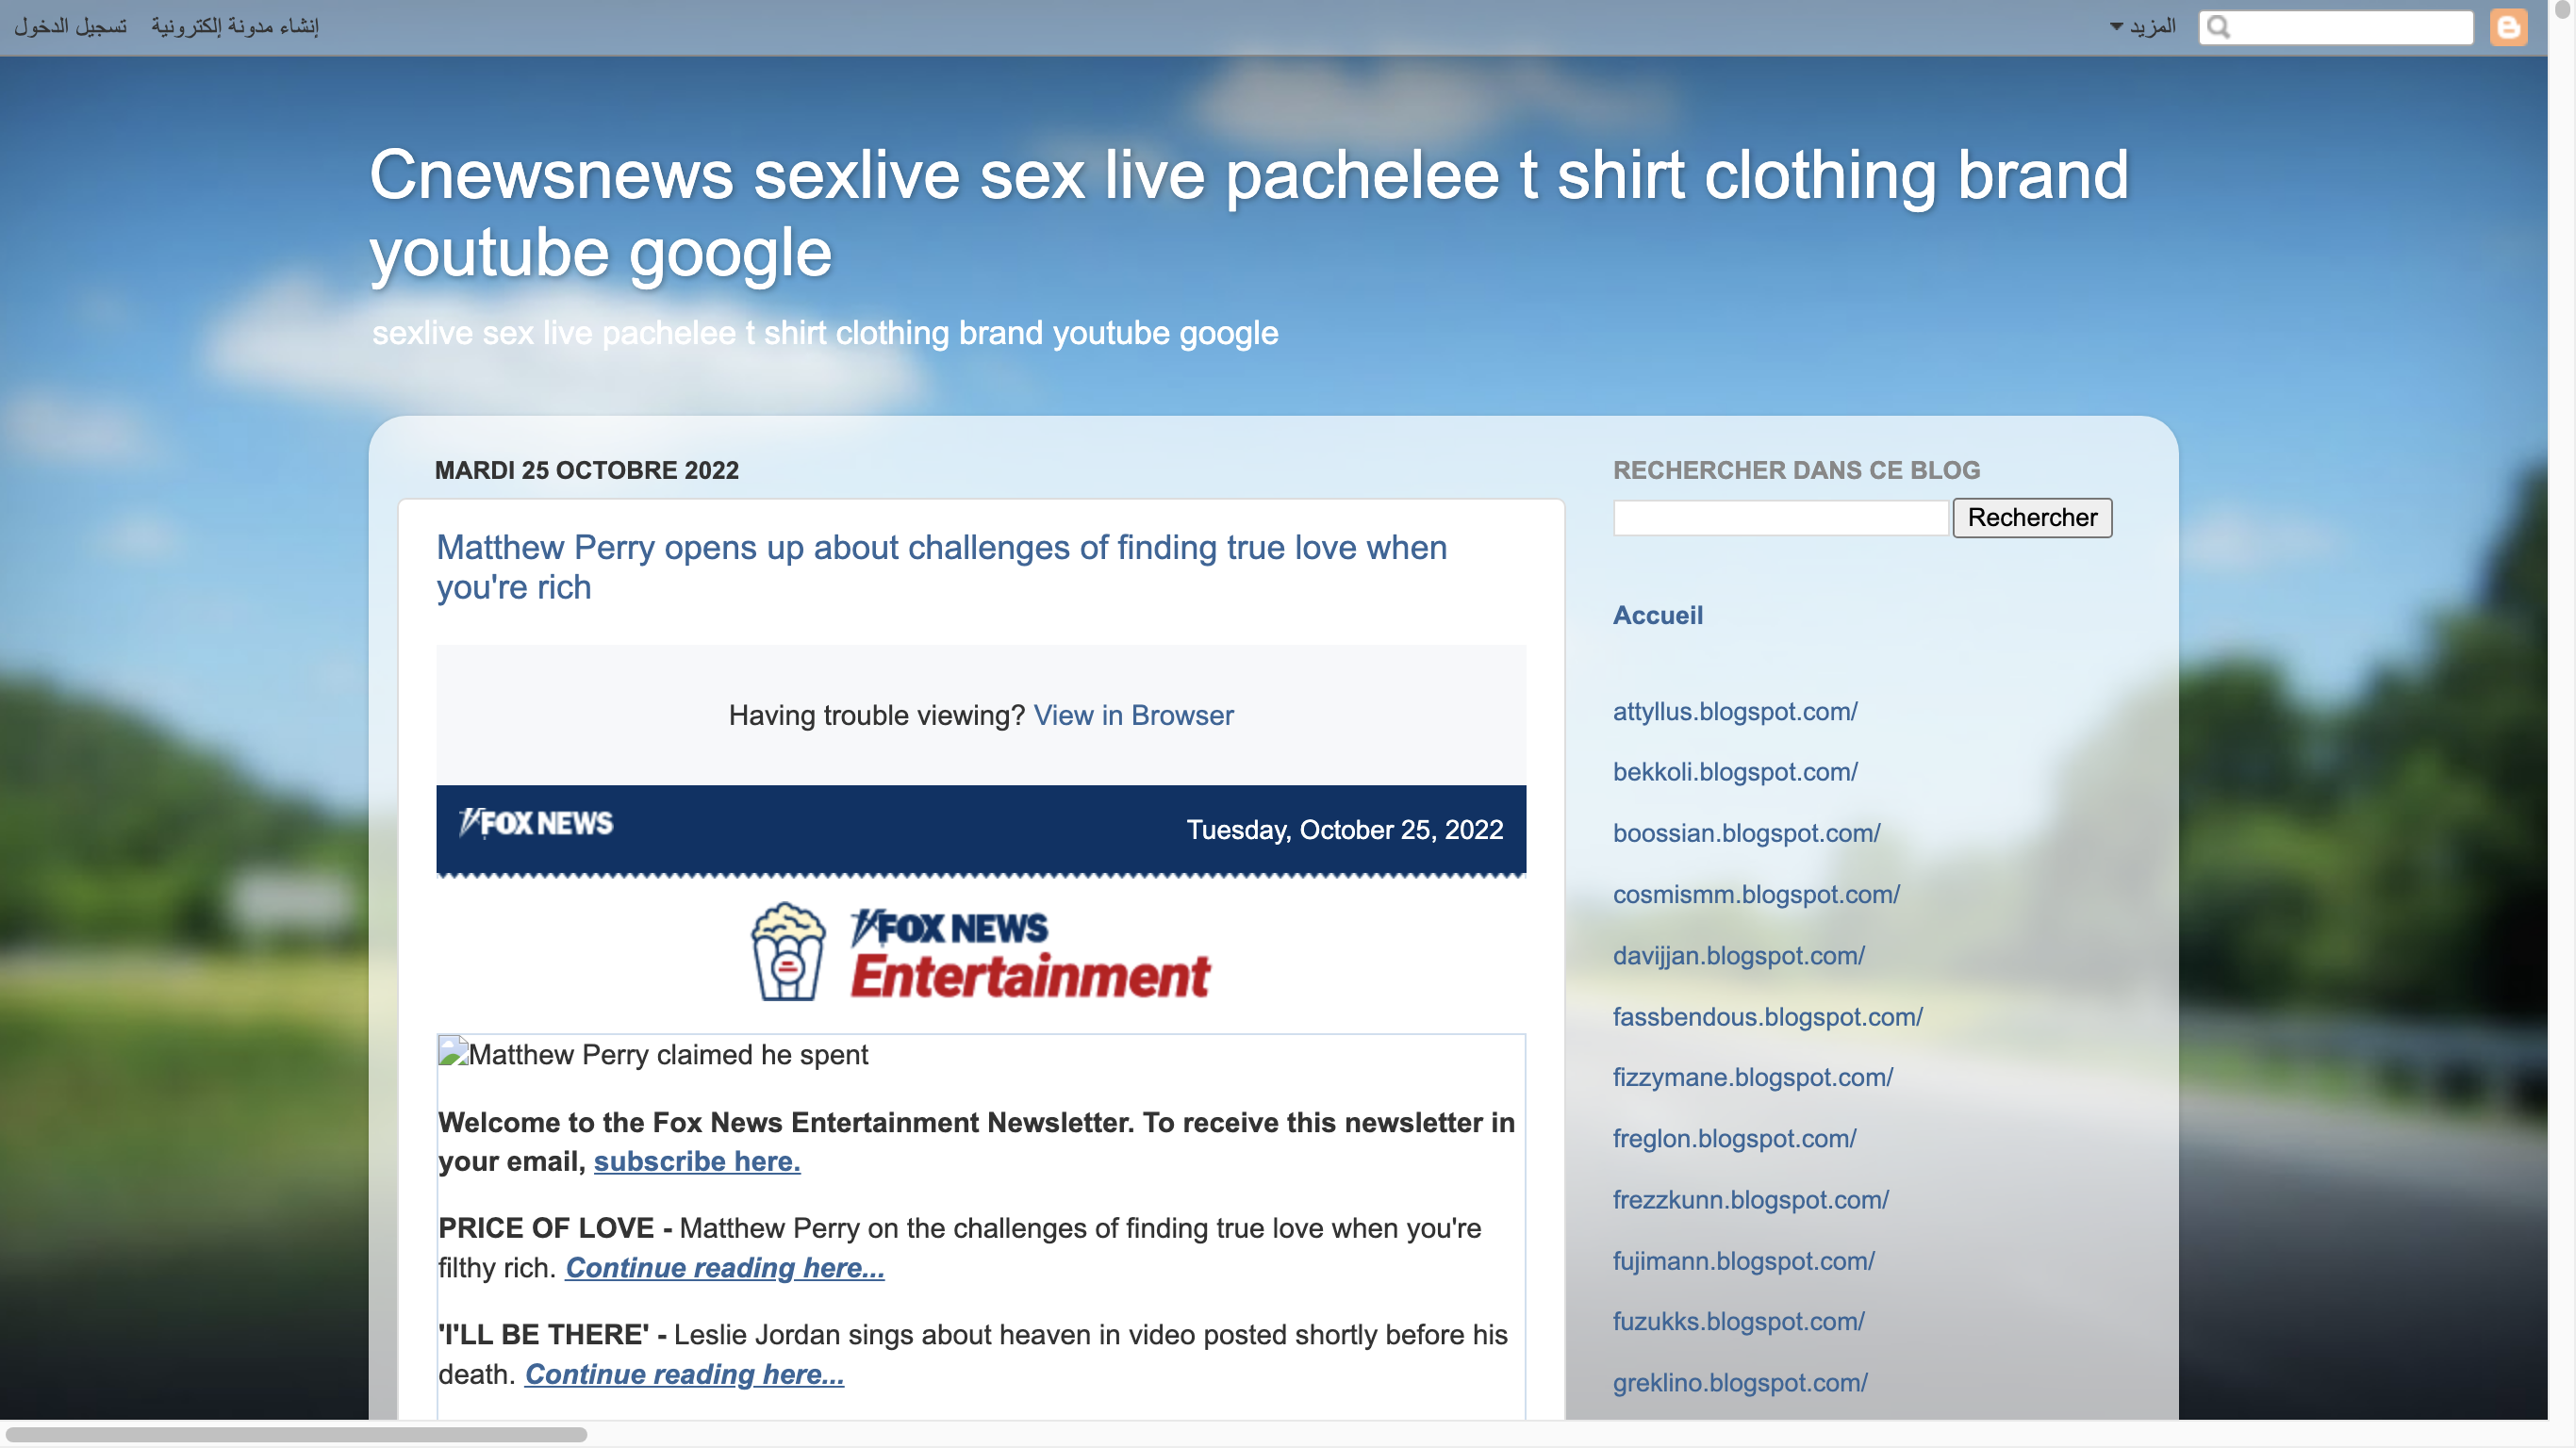 تسجيل الدخول
إنشاء مدونة إلكترونية
المزيد
Cnewsnews sexlive sex live pachelee t shirt clothing brand
youtube google
sexlive sex live pachelee t shirt clothing brand youtube google
MARDI 25 OCTOBRE 2022
Matthew Perry opens up about challenges of finding true love when
you're rich
Having trouble viewing? View in Browser
FOX NEWS
Tuesday, October 25, 2022
FOX NEWS
Entertainment
Matthew Perry claimed he spent
Welcome to the Fox News Entertainment Newsletter. To receive this newsletter in
your email, subscribe here.
PRICE OF LOVE - Matthew Perry on the challenges of finding true love when you're
filthy rich. Continue reading here...
'I'LL BE THERE' - Leslie Jordan sings about heaven in video posted shortly before his
death. Continue reading here...
RECHERCHER DANS CE BLOG
Rechercher
Accueil
attyllus.blogspot.com/
bekkoli.blogspot.com/
boossian.blogspot.com/
cosmismm.blogspot.com/
davijjan.blogspot.com/
fassbendous.blogspot.com/
fizzymane.blogspot.com/
freglon.blogspot.com/
frezzkunn.blogspot.com/
fujimann.blogspot.com/
fuzukks.blogspot.com/
greklino.blogspot.com/